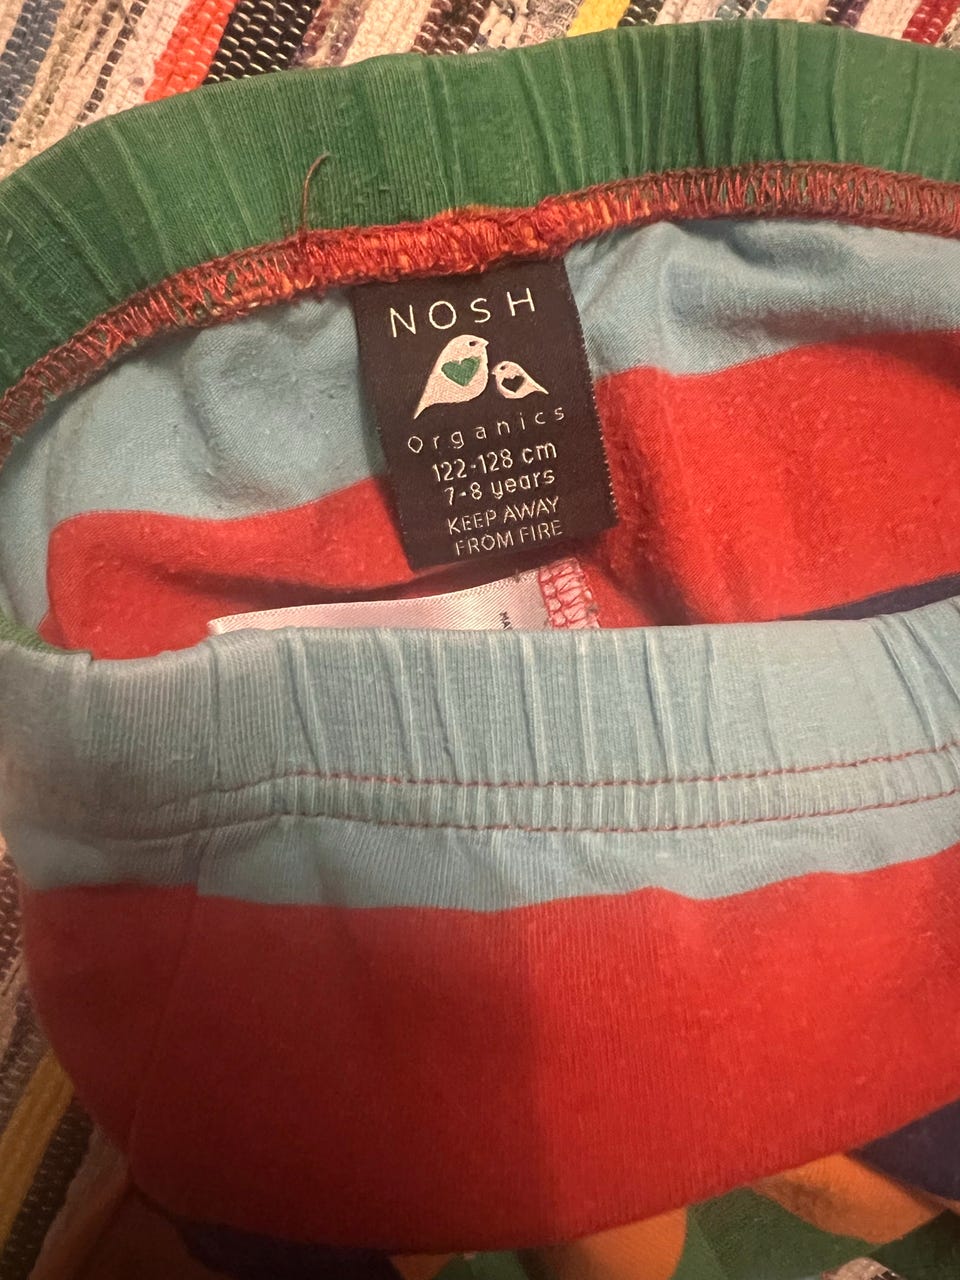 NOSH
Organics
122-128 cm
7-8 years
KEEP AWAY
FROM FIRE